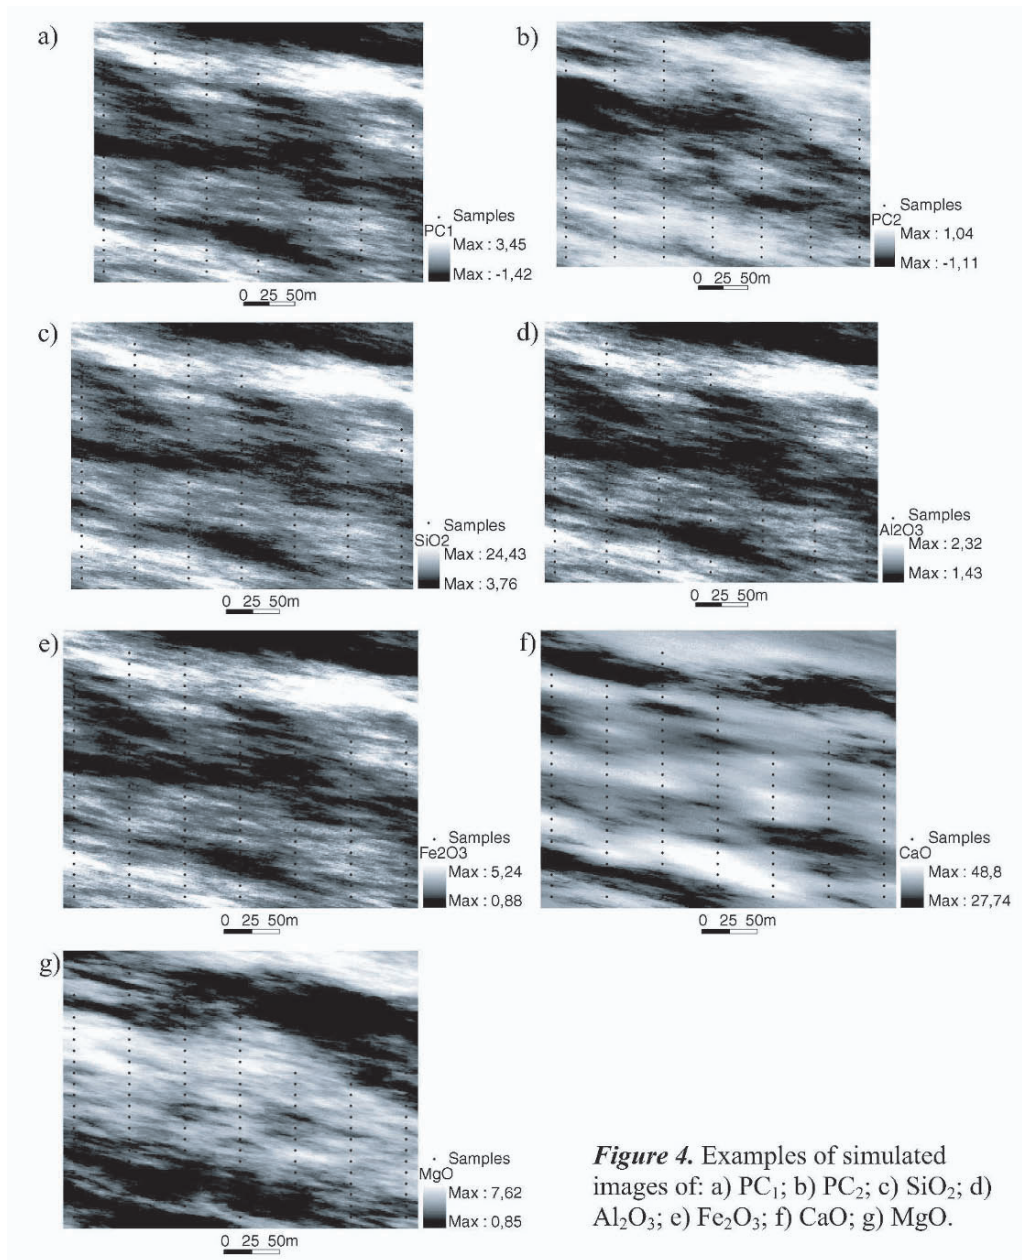 a)
Samples
PC1
Max : 3,45
Max : -1,42
0 25 50m
b)
Samples
PC2
Max : 1,04
Max : -1,11
0 25 50m
c)
Samples
SiO2
Max : 24,43
Max : 3,76
0 25 50m
d)
Samples
Al2O3
Max : 2,32
Max : 1,43
0 25 50m
e)
Samples
Fe2O3
Max : 5,24
Max : 0,88
0 25 50m
f)
Samples
CaO
Max : 48,8
Max : 27,74
0 25 50m
g)
Samples
MgO
Max : 7,62
Max : 0,85
0 25 50m
Figure 4. Examples of simulated
images of: a) PC₁; b) PC₂; c) SiO₂; d)
Al₂O₃; e) Fe₂O₃; f) CaO; g) MgO.